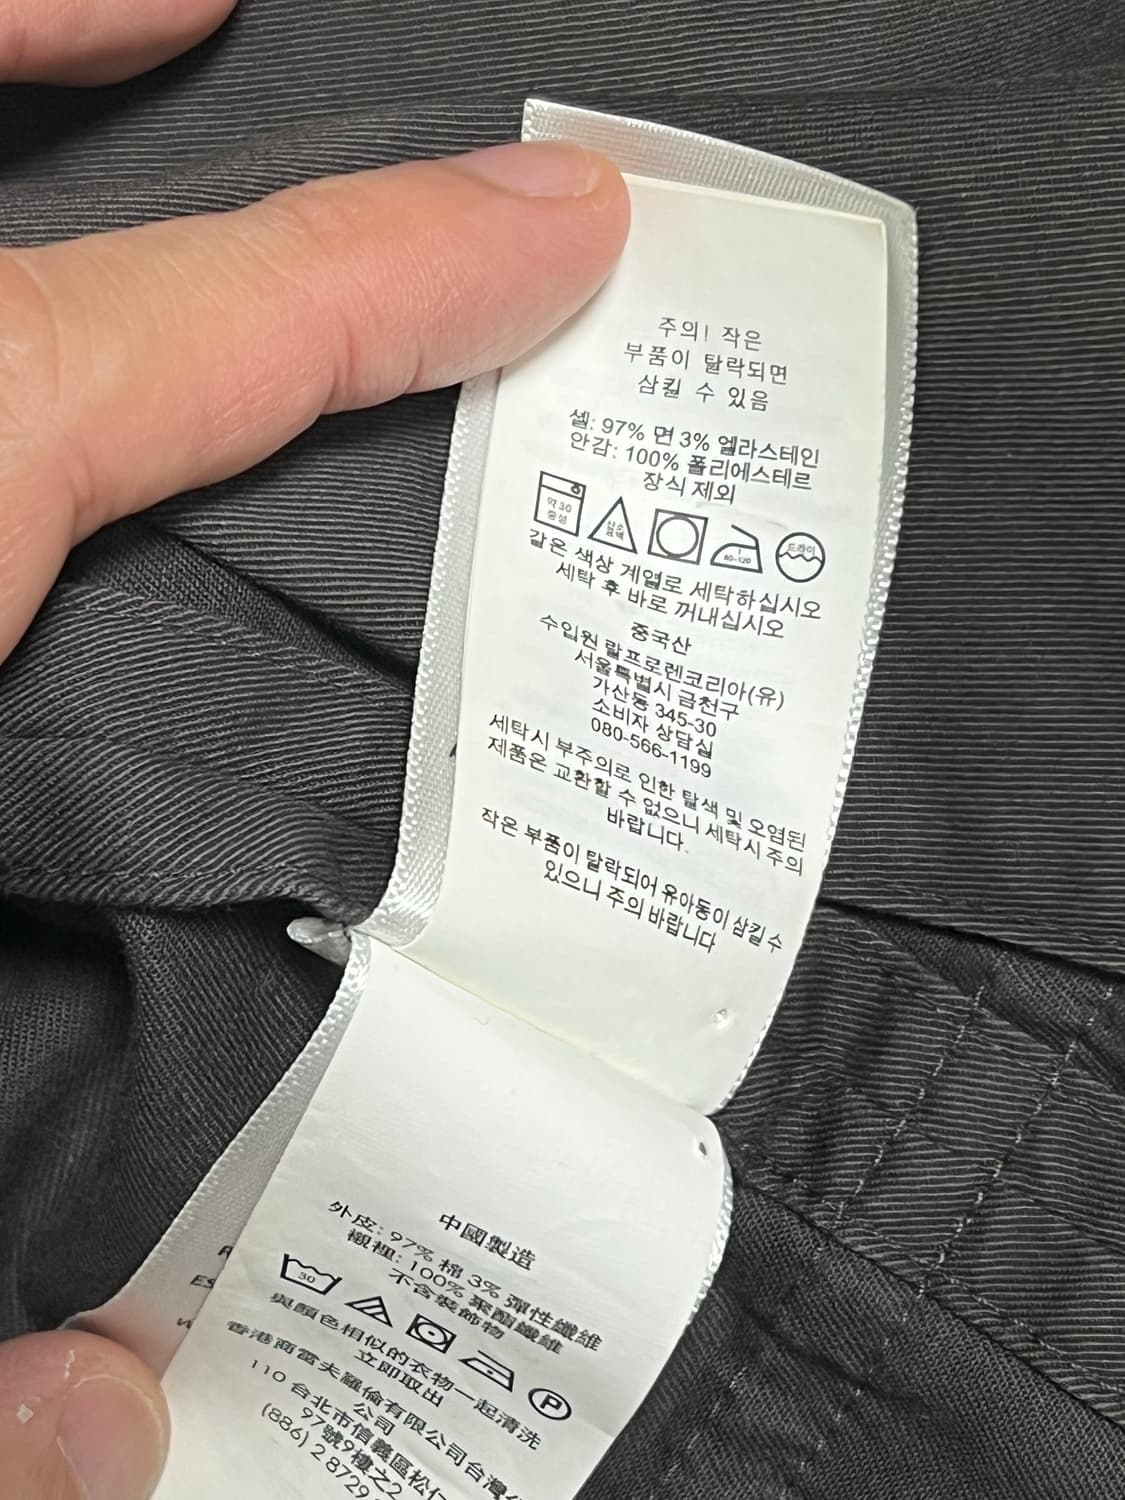 주의! 작은
부품이 탈락되면
삼킬 수 있음
셸: 97% 면 3% 엘라스테인
안감: 100% 폴리에스테르
장식 제외
약 30
중성
산소
표백
80~120
드라이
같은 색상 계열로 세탁하십시오
세탁 후 바로 꺼내십시오
중국산
수입원 랄프로렌코리아(유)
서울특별시 금천구
가산동 345-30
소비자 상담실
080-566-1199
세탁시 부주의로 인한 탈색 및 오염된
제품은 교환할 수 없으니 세탁시 주의
바랍니다.
작은 부품이 탈락되어 유아동이 삼킬 수
있으니 주의 바랍니다
中國製造
外皮: 97% 棉 3% 彈性纖維
襯裡: 100% 聚酯纖維
不含裝飾物
30
P
與顏色相似的衣物一起清洗
立即取出
香港商雷夫羅倫有限公司台灣
公司
110 台北市信義區松仁
97號9樓之2
(886) 2 8729